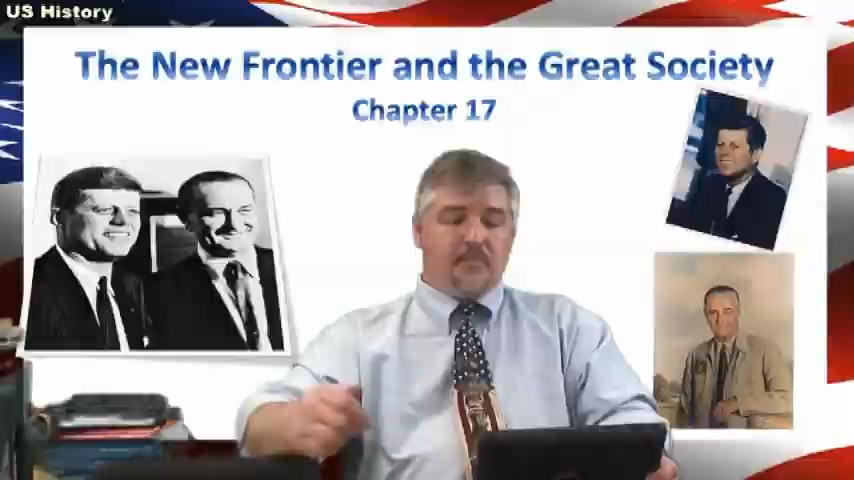 US History
The New Frontier and the Great Society
Chapter 17